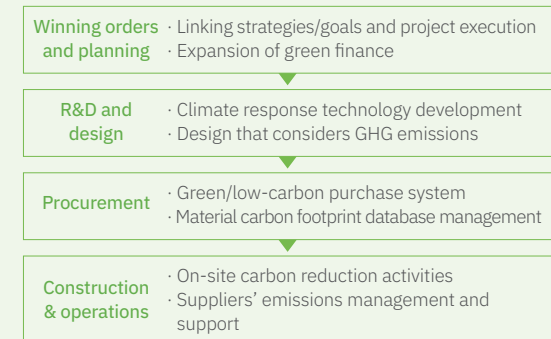 Winning orders and planning
· Linking strategies/goals and project execution
· Expansion of green finance
R&D and design
· Climate response technology development
· Design that considers GHG emissions
Procurement
· Green/low-carbon purchase system
· Material carbon footprint database management
Construction & operations
· On-site carbon reduction activities
· Suppliers' emissions management and
support